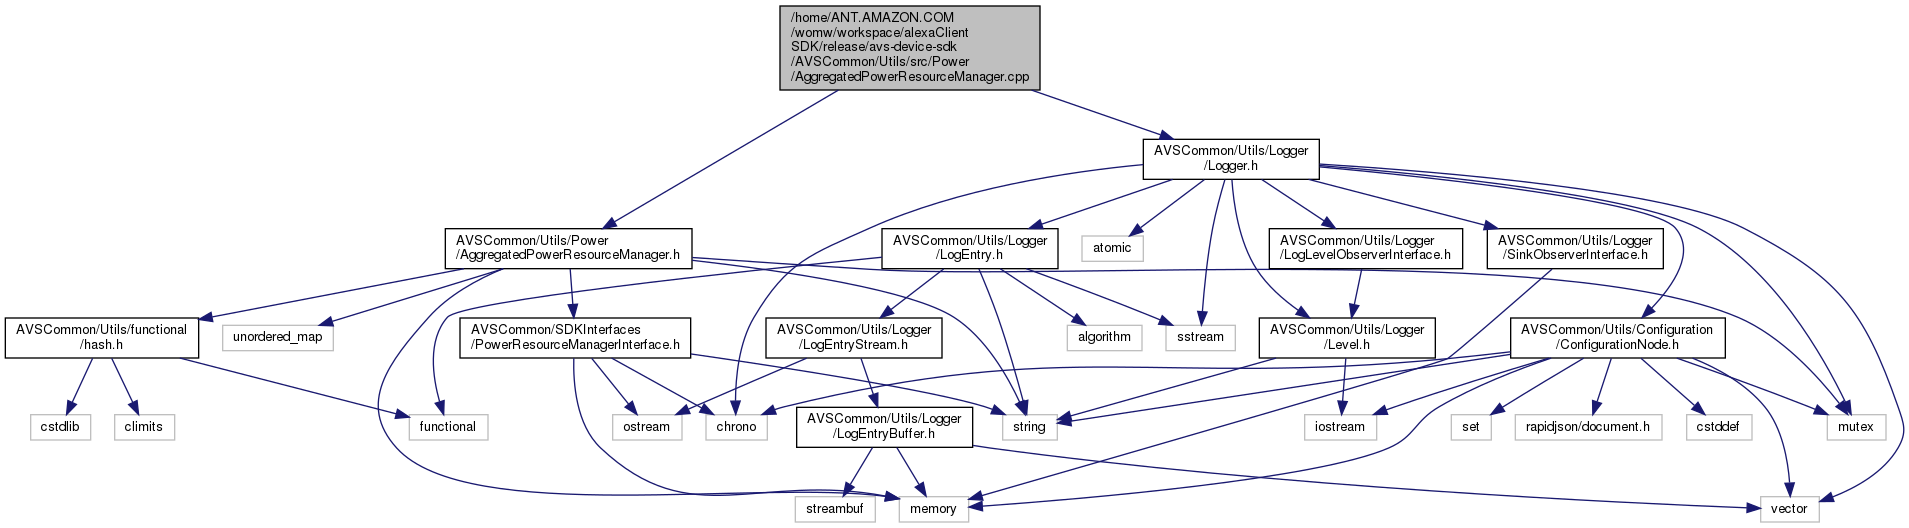 /home/ANT.AMAZON.COM
/womw/workspace/alexaClient
SDK/release/avs-device-sdk
/AVSCommon/Utils/src/Power
/AggregatedPowerResourceManager.cpp
AVSCommon/Utils/Logger
/Logger.h
AVSCommon/Utils/Power
/AggregatedPowerResourceManager.h
AVSCommon/Utils/Logger
/LogEntry.h
atomic
AVSCommon/Utils/Logger
/LogLevelObserverInterface.h
AVSCommon/Utils/Logger
/SinkObserverInterface.h
AVSCommon/Utils/functional
/hash.h
unordered_map
AVSCommon/SDKInterfaces
/PowerResourceManagerInterface.h
AVSCommon/Utils/Logger
/LogEntryStream.h
algorithm
sstream
AVSCommon/Utils/Logger
/Level.h
AVSCommon/Utils/Configuration
/ConfigurationNode.h
cstdlib
climits
functional
ostream
chrono
AVSCommon/Utils/Logger
/LogEntryBuffer.h
string
iostream
set
rapidjson/document.h
cstddef
mutex
streambuf
memory
vector